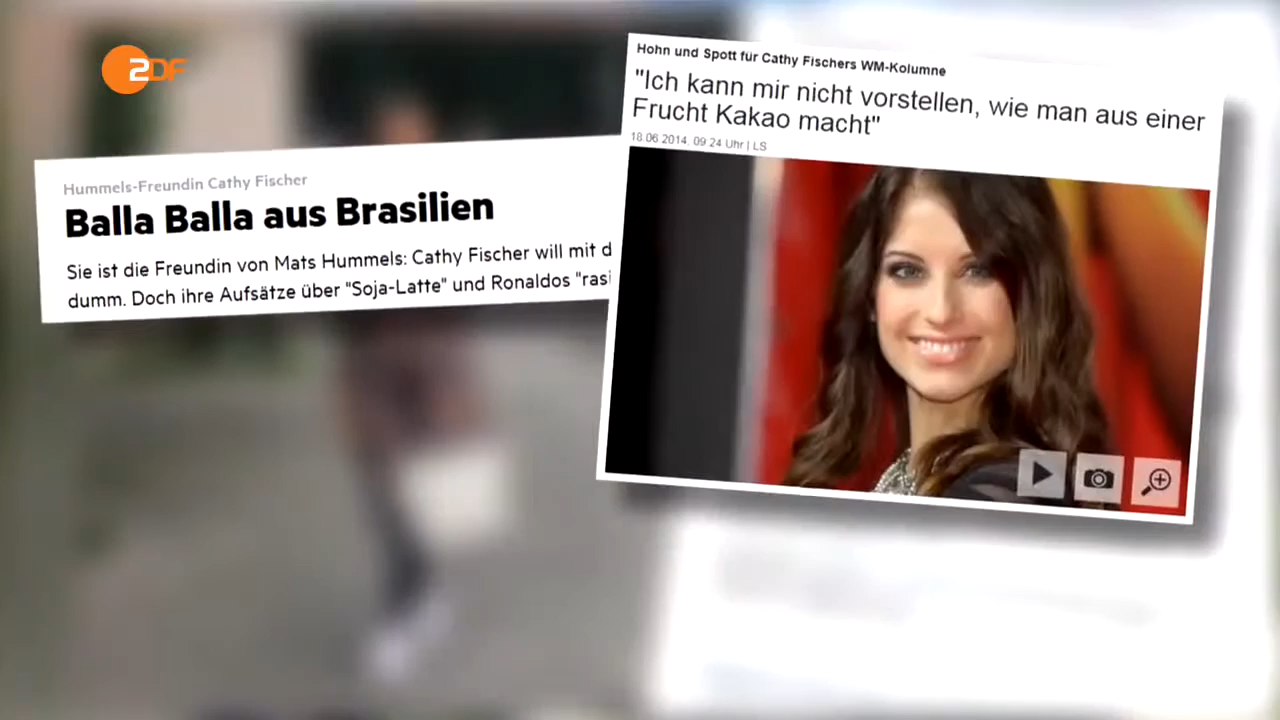 ZDF
Hummels-Freundin Cathy Fischer
Balla Balla aus Brasilien
Sie ist die Freundin von Mats Hummels: Cathy Fischer will mit d
dumm. Doch ihre Aufsätze über "Soja-Latte" und Ronaldos "rasi
Hohn und Spott für Cathy Fischers WM-Kolumne
"Ich kann mir nicht vorstellen, wie man aus einer
Frucht Kakao macht"
18.06.2014, 09:24 Uhr | LS